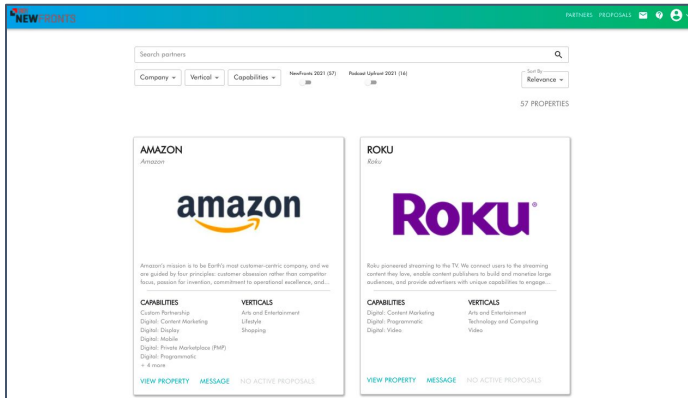 NEWFRONTS
PARTNERS PROPOSALS
Search partners
Company Vertical Capabilities NewFronts 2021 (57) Podcast Upfront 2021 (16) Sort By
Relevance
57 PROPERTIES
AMAZON
Amazon
amazon
Amazon's mission is to be Earth's most customer-centric company, and we
are guided by four principles: customer obsession rather than competitor
focus, passion for invention, commitment to operational excellence, and...
CAPABILITIES
Custom Partnership
Digital: Content Marketing
Digital: Display
Digital: Mobile
Digital: Private Marketplace (PMP)
Digital: Programmatic
+ 4 more
VERTICALS
Arts and Entertainment
Lifestyle
Shopping
VIEW PROPERTY MESSAGE NO ACTIVE PROPOSALS
ROKU
Roku
ROKU®
Roku pioneered streaming to the TV. We connect users to the streaming
content they love, enable content publishers to build and monetize large
audiences, and provide advertisers with unique capabilities to engage...
CAPABILITIES
Digital: Content Marketing
Digital: Programmatic
Digital: Video
VERTICALS
Arts and Entertainment
Technology and Computing
Video
VIEW PROPERTY MESSAGE NO ACTIVE PROPOSALS